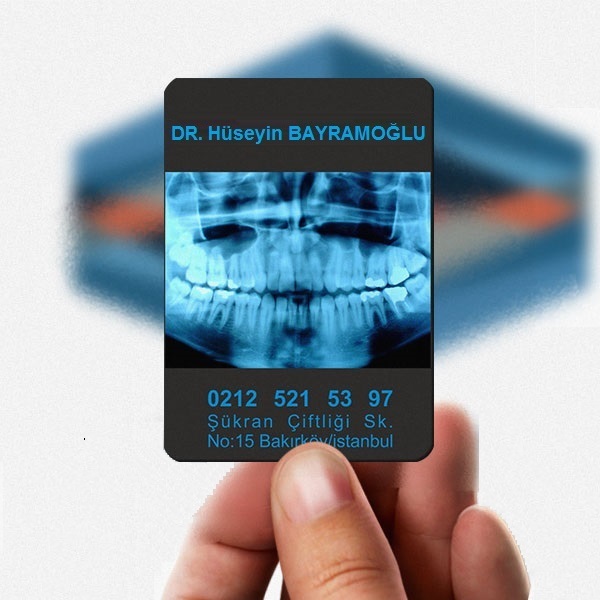 DR. Hüseyin BAYRAMOĞLU
0212 521 53 97
Şükran Çiftliği Sk.
No:15 Bakırköy/istanbul